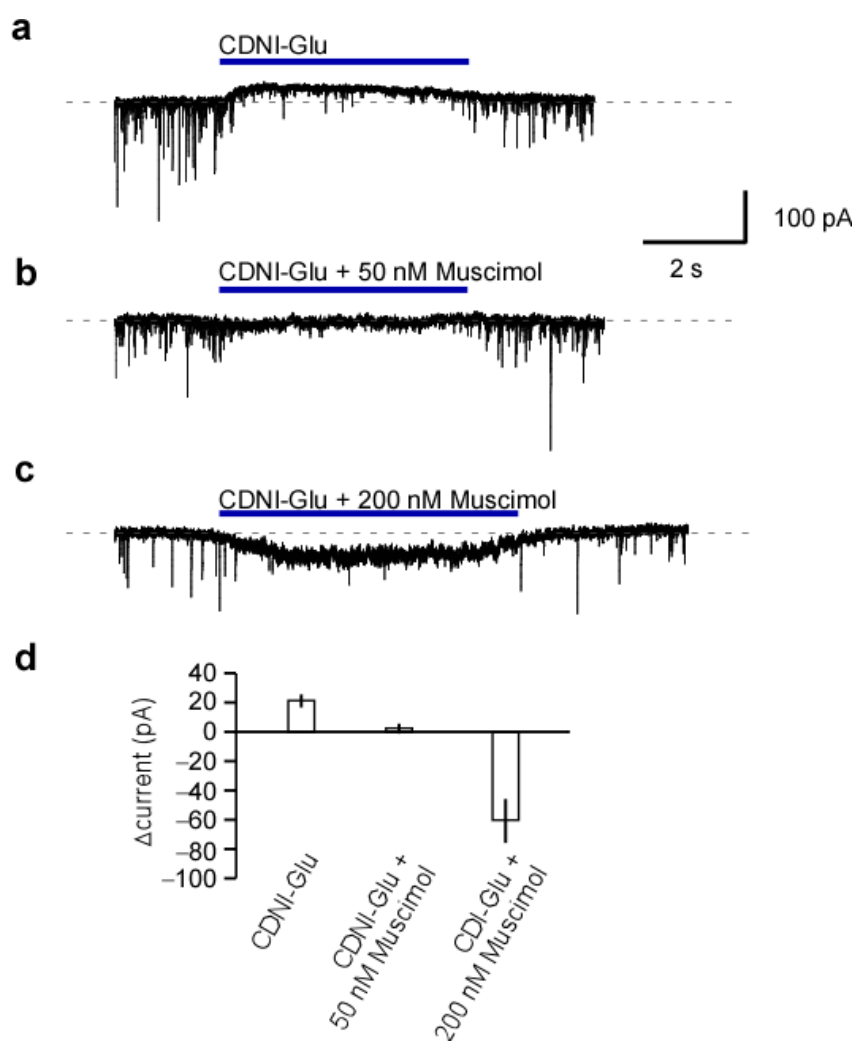 a
CDNI-Glu
100 pA
2 s
b
CDNI-Glu + 50 nM Muscimol
c
CDNI-Glu + 200 nM Muscimol
d
40
20
0
−20
−40
−60
−80
−100
Δcurrent (pA)
CDNI-Glu
CDNI-Glu +
50 nM Muscimol
CDI-Glu +
200 nM Muscimol